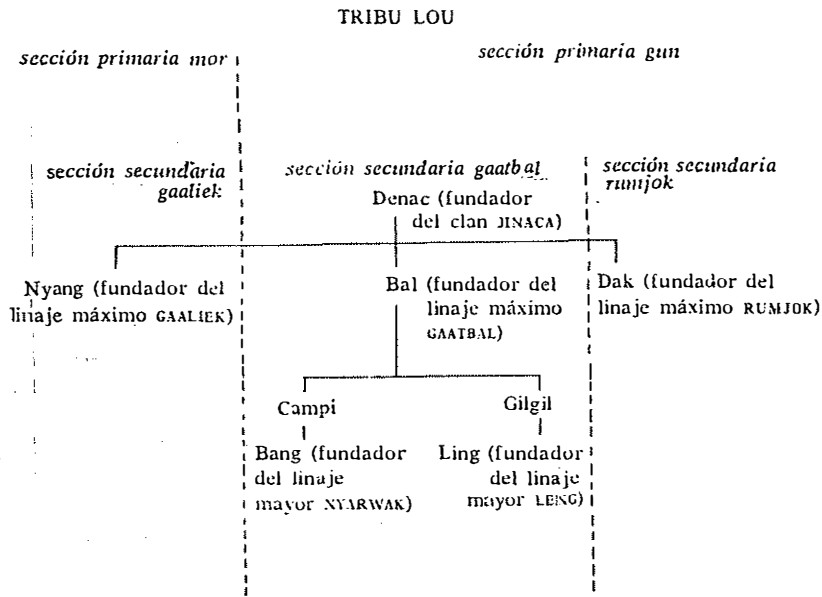 TRIBU LOU
sección primaria mor
sección primaria gun
sección secundaria
gaaliek
sección secundaria gaatbal
sección secundaria
rumjok
Denac (fundador
del clan JINACA)
Nyang (fundador del
linaje máximo GAALIEK)
Bal (fundador del
linaje máximo
GAATBAL)
Dak (fundador del
linaje máximo RUMJOK)
Campi
Gilgil
Bang (fundador
del linaje
mayor NYARWAK)
Ling (fundador
del linaje
mayor LENG)